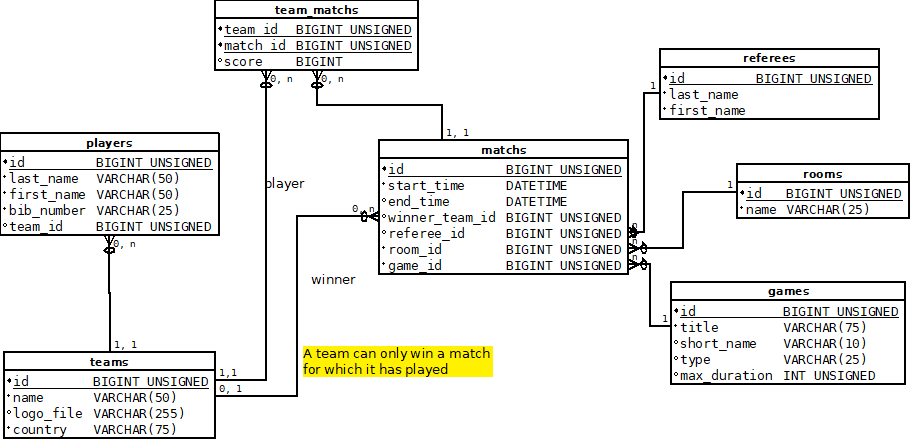 team_matchs
team_id BIGINT UNSIGNED
match_id BIGINT UNSIGNED
score BIGINT
0, n
0, n
1, 1
referees
id BIGINT UNSIGNED
last_name
first_name
1
players
id BIGINT UNSIGNED
last_name VARCHAR(50)
first_name VARCHAR(50)
bib_number VARCHAR(25)
team_id BIGINT UNSIGNED
0, n
player
matchs
id BIGINT UNSIGNED
start_time DATETIME
end_time DATETIME
winner_team_id BIGINT UNSIGNED
referee_id BIGINT UNSIGNED
room_id BIGINT UNSIGNED
game_id BIGINT UNSIGNED
0, n
n
n
n
rooms
id BIGINT UNSIGNED
name VARCHAR(25)
1
winner
games
id BIGINT UNSIGNED
title VARCHAR(75)
short_name VARCHAR(10)
type VARCHAR(25)
max_duration INT UNSIGNED
1
1, 1
teams
id BIGINT UNSIGNED
name VARCHAR(50)
logo_file VARCHAR(255)
country VARCHAR(75)
1,1
0, 1
A team can only win a match
for which it has played